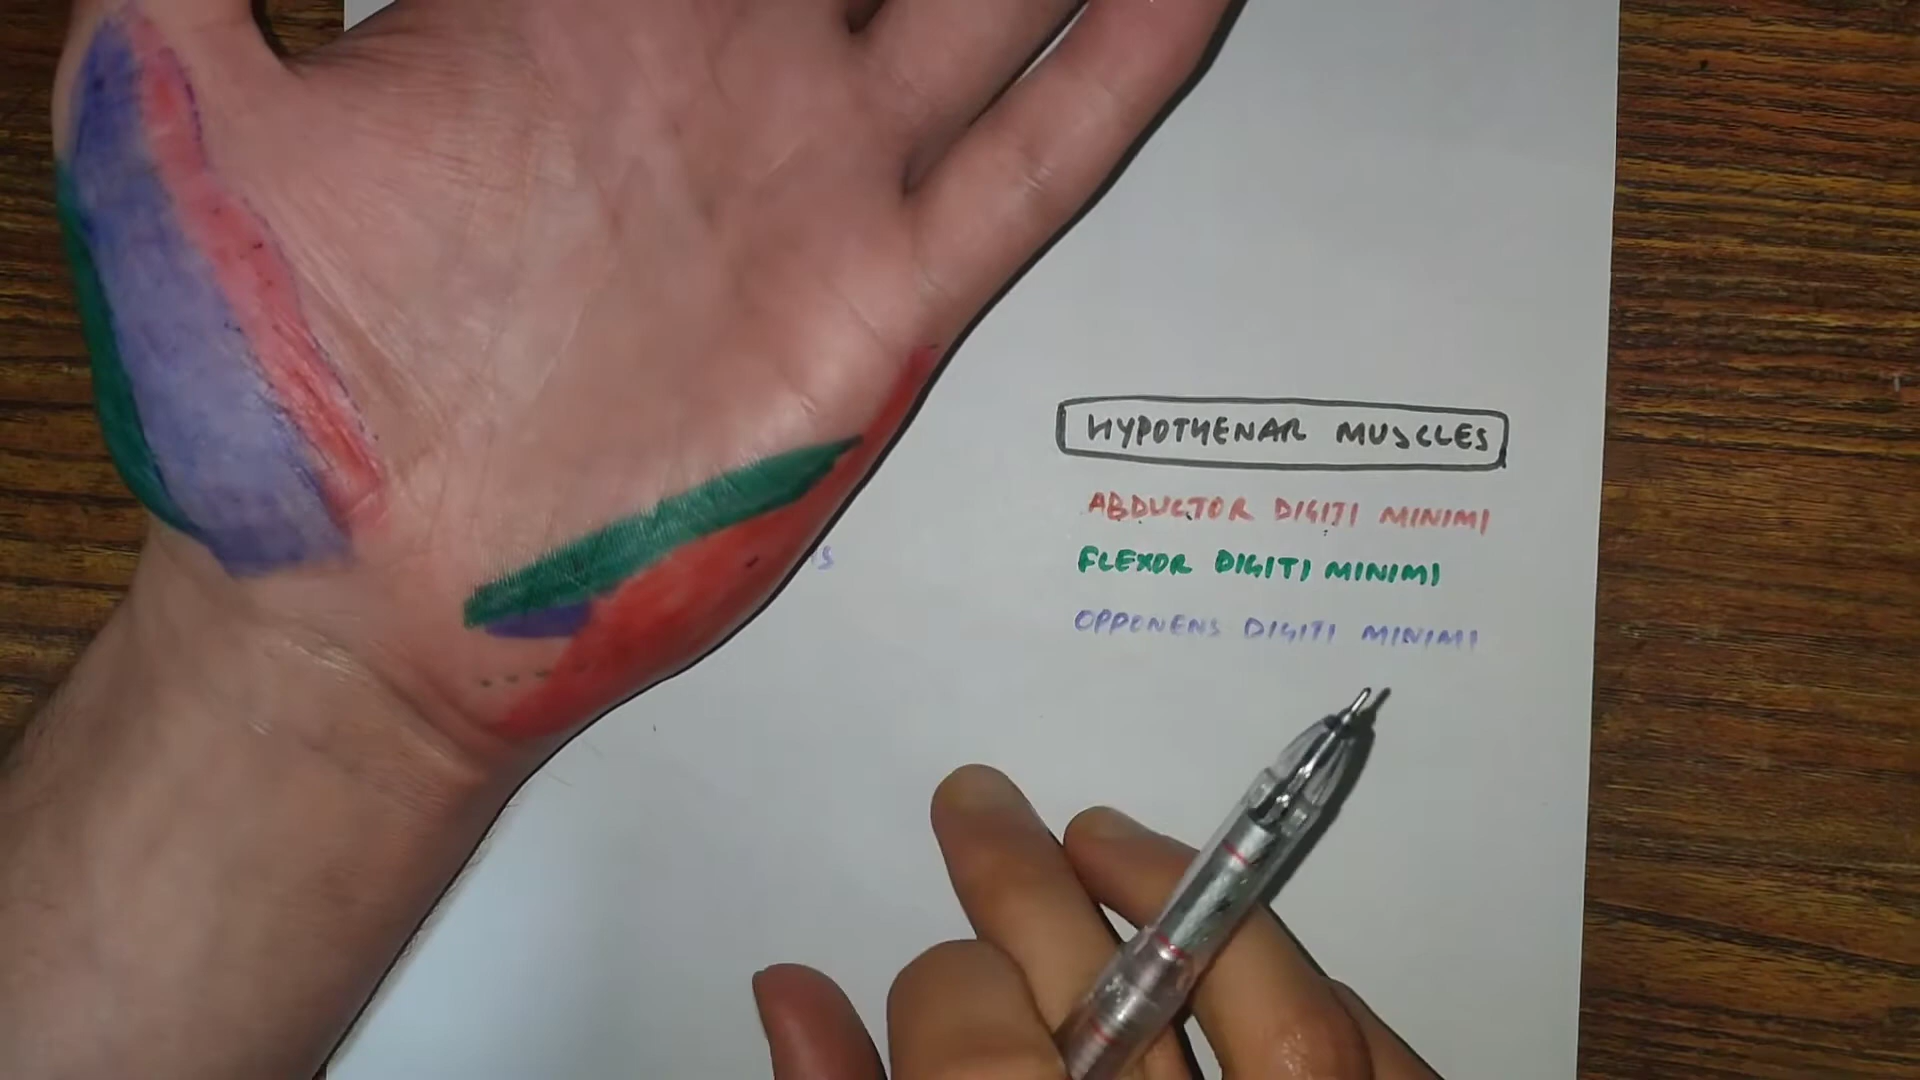 HYPOTHENAR MUSCLES
ABDUCTOR DIGITI MINIMI
FLEXOR DIGITI MINIMI
OPPONENS DIGITI MINIMI